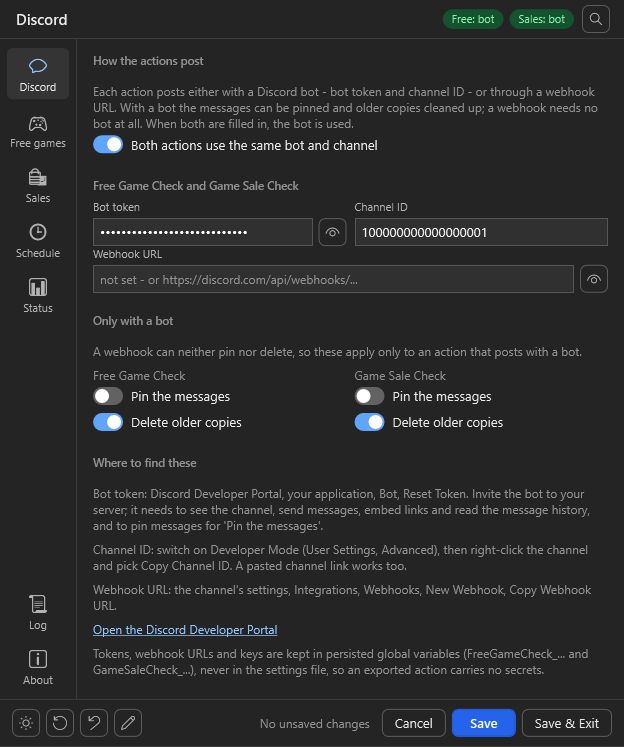 Discord
Free: bot
Sales: bot
Discord
Free games
Sales
Schedule
Status
Log
About
How the actions post
Each action posts either with a Discord bot - bot token and channel ID - or through a webhook
URL. With a bot the messages can be pinned and older copies cleaned up; a webhook needs no
bot at all. When both are filled in, the bot is used.
Both actions use the same bot and channel
Free Game Check and Game Sale Check
Bot token
Channel ID
••••••••••••••••••••••••••••
100000000000000001
Webhook URL
not set - or https://discord.com/api/webhooks/...
Only with a bot
A webhook can neither pin nor delete, so these apply only to an action that posts with a bot.
Free Game Check
Game Sale Check
Pin the messages
Pin the messages
Delete older copies
Delete older copies
Where to find these
Bot token: Discord Developer Portal, your application, Bot, Reset Token. Invite the bot to your
server; it needs to see the channel, send messages, embed links and read the message history,
and to pin messages for 'Pin the messages'.
Channel ID: switch on Developer Mode (User Settings, Advanced), then right-click the channel
and pick Copy Channel ID. A pasted channel link works too.
Webhook URL: the channel's settings, Integrations, Webhooks, New Webhook, Copy Webhook
URL.
Open the Discord Developer Portal
Tokens, webhook URLs and keys are kept in persisted global variables (FreeGameCheck_... and
GameSaleCheck_...), never in the settings file, so an exported action carries no secrets.
No unsaved changes
Cancel
Save
Save & Exit